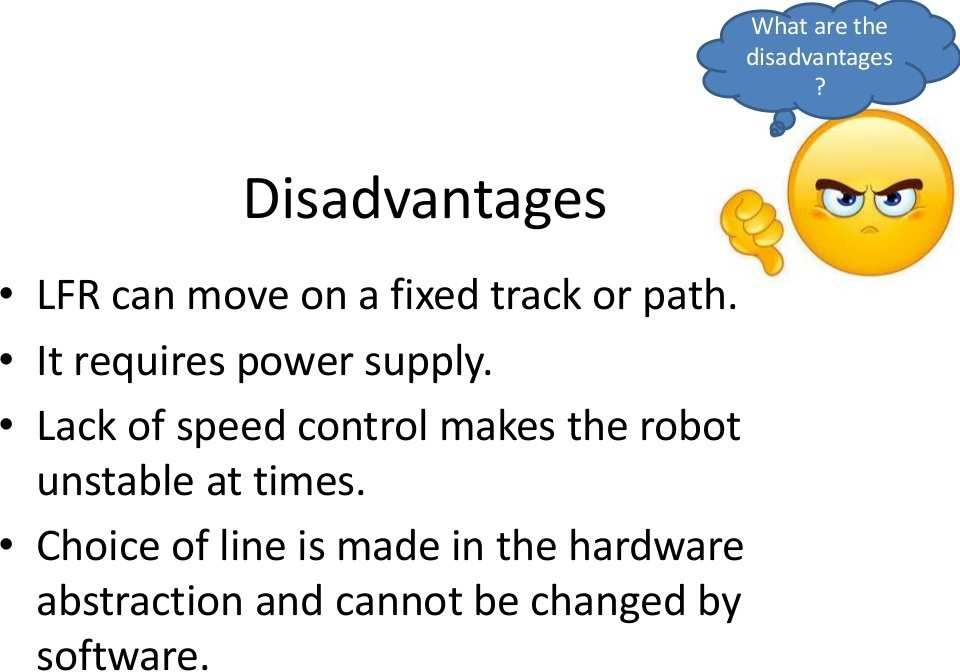 What are the
disadvantages
?
Disadvantages
• LFR can move on a fixed track or path.
• It requires power supply.
• Lack of speed control makes the robot
unstable at times.
• Choice of line is made in the hardware
abstraction and cannot be changed by
software.